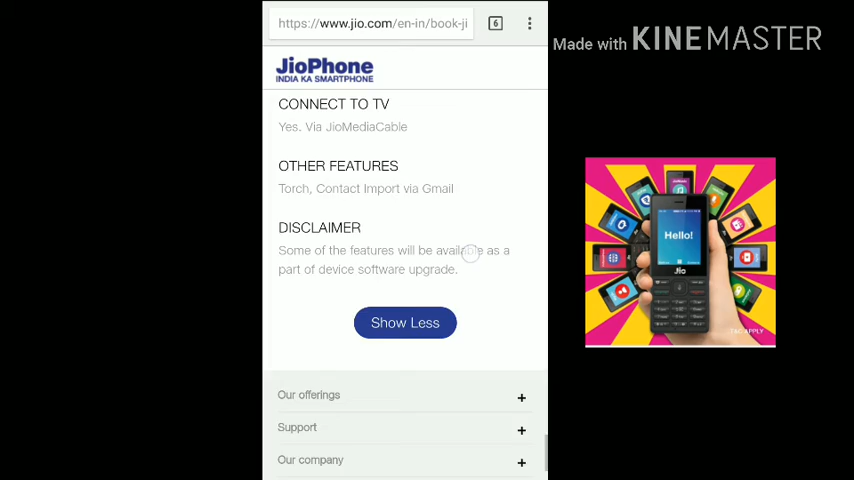 https://www.jio.com/en-in/book-ji
6
Made with KINEMASTER
JioPhone
INDIA KA SMARTPHONE
CONNECT TO TV
Yes. Via JioMediaCable
OTHER FEATURES
Torch, Contact Import via Gmail
DISCLAIMER
Some of the features will be available as a
part of device software upgrade.
Show Less
Our offerings +
Support +
Our company +
Hello!
Jio
T&C APPLY